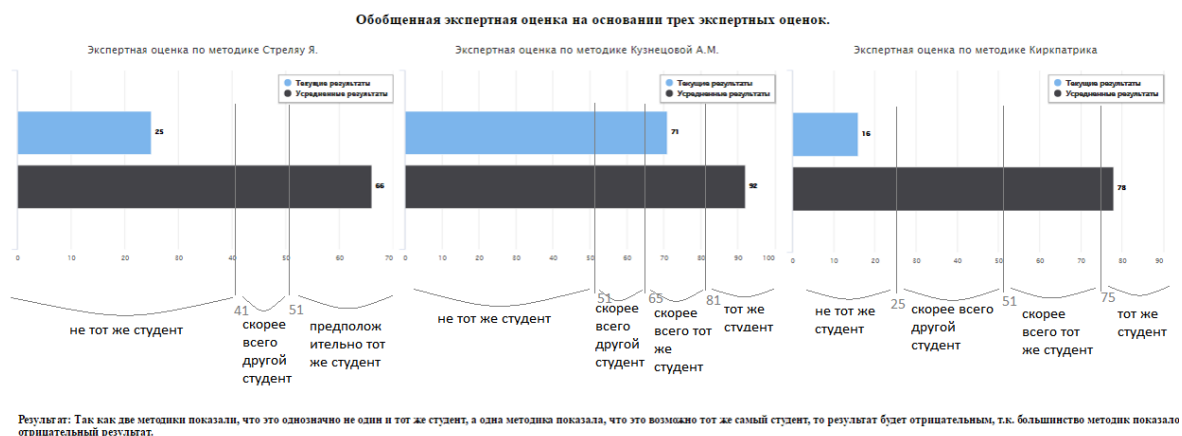 Обобщенная экспертная оценка на основании трех экспертных оценок.
Экспертная оценка по методике Стреляу Я.
Экспертная оценка по методике Кузнецовой А.М.
Экспертная оценка по методике Киркпатрика
Текущие результаты
Усредненные результаты
Текущие результаты
Усредненные результаты
Текущие результаты
Усредненные результаты
25
66
71
92
16
78
0 10 20 30 40 50 60 70
0 10 20 30 40 50 60 70 80 90 100
0 10 20 30 40 50 60 70 80 90
41
51
не тот же студент
скорее
всего
другой
студент
предполож
ительно тот
же студент
51
65
81
не тот же студент
скорее
всего
другой
студент
скорее
всего тот
же
студент
тот же
студент
25
51
75
не тот же
студент
скорее всего
другой
студент
скорее
всего тот
же студент
тот же
студент
Результат: Так как две методики показали, что это однозначно не один и тот же студент, а одна методика показала, что это возможно тот же самый студент, то результат будет отрицательным, т.к. большинство методик показало
отрицательный результат.